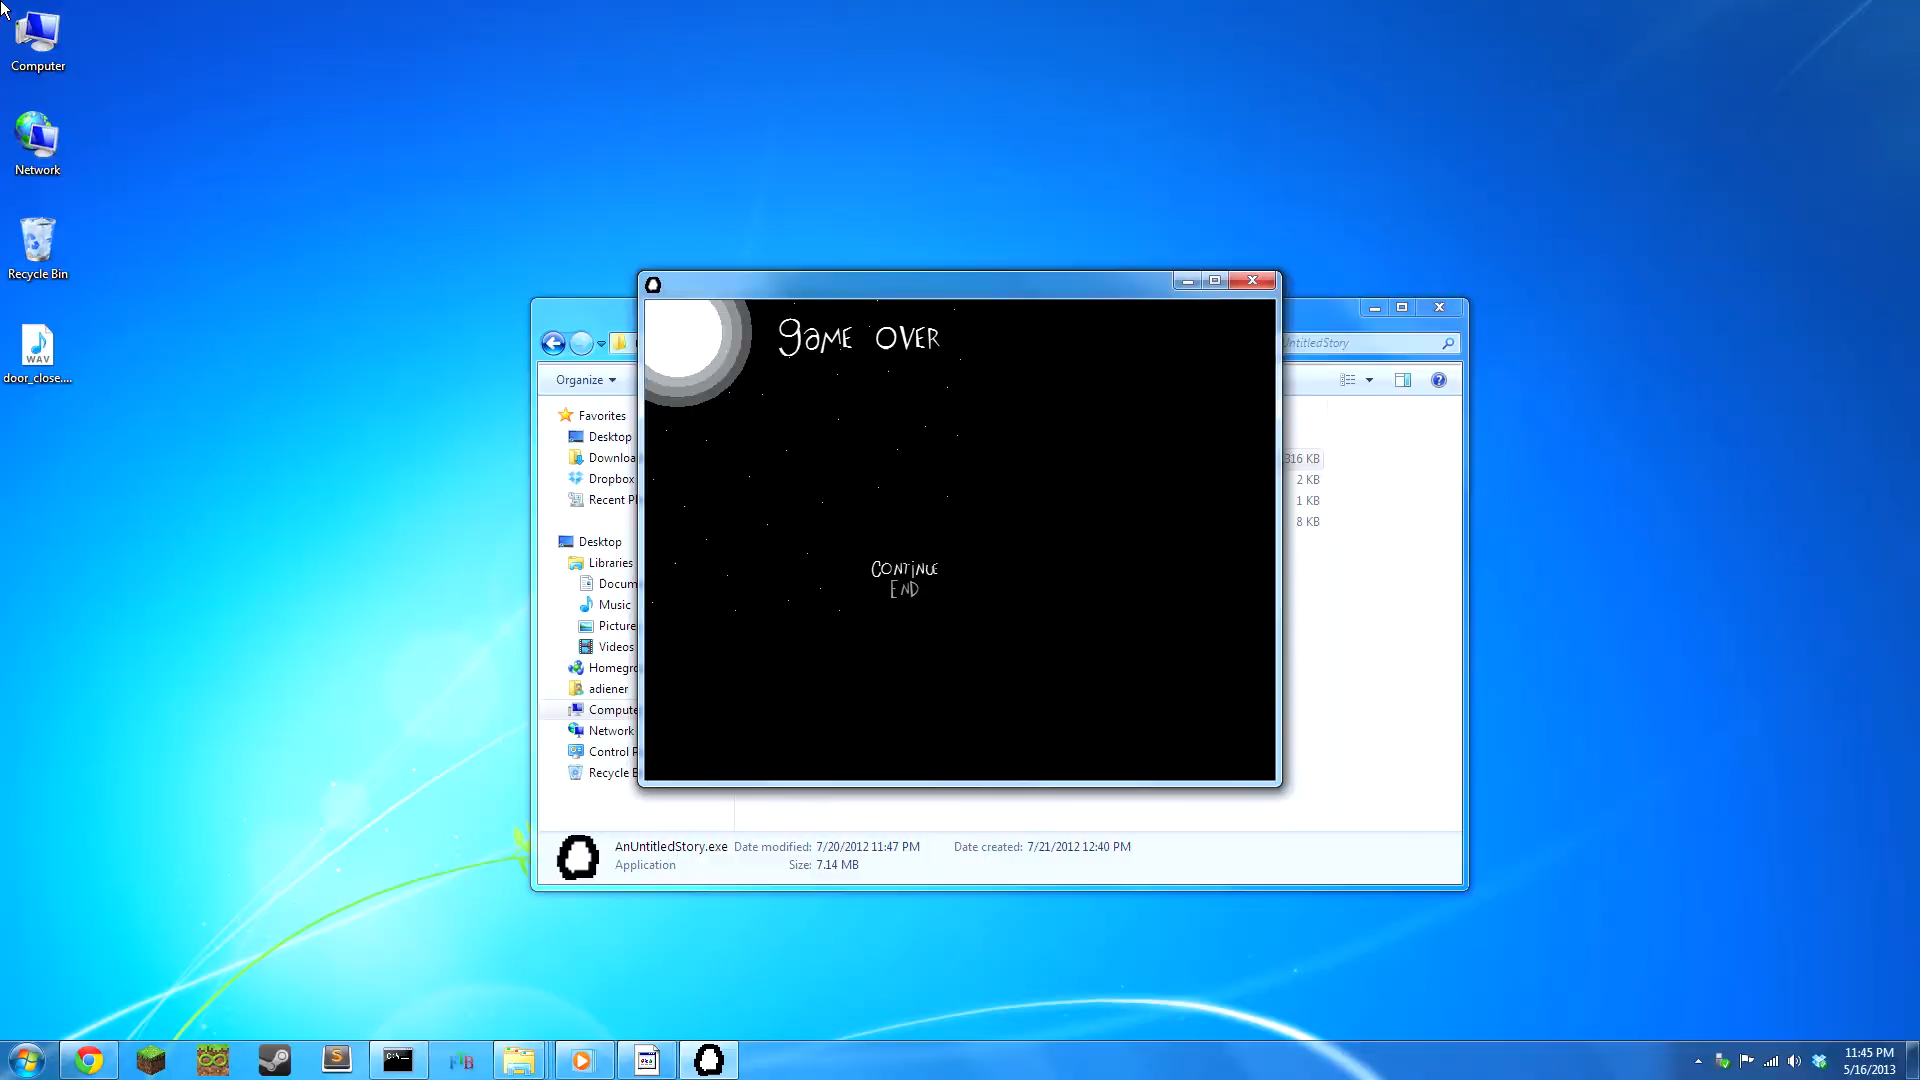 Computer
Network
Recycle Bin
WAV
door_close....
GAME OVER
CONTINUE
END
UntitledStory
Organize
Favorites
Desktop
Downloa
Dropbox
Recent Pl
Desktop
Libraries
Docum
Music
Picture
Videos
Homegro
adiener
Compute
Network
Control P
Recycle B
316 KB
2 KB
1 KB
8 KB
AnUntitledStory.exe Date modified: 7/20/2012 11:47 PM Date created: 7/21/2012 12:40 PM
Application Size: 7.14 MB
C:\_
11:45 PM
5/16/2013